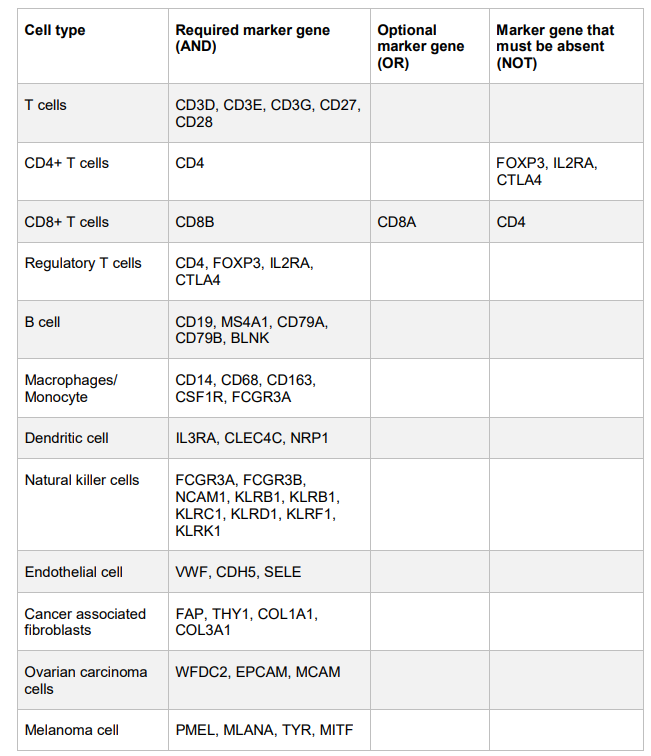 Cell type
Required marker gene
(AND)
Optional
marker gene
(OR)
Marker gene that
must be absent
(NOT)
T cells
CD3D, CD3E, CD3G, CD27,
CD28
CD4+ T cells
CD4
FOXP3, IL2RA,
CTLA4
CD8+ T cells
CD8B
CD8A
CD4
Regulatory T cells
CD4, FOXP3, IL2RA,
CTLA4
B cell
CD19, MS4A1, CD79A,
CD79B, BLNK
Macrophages/
Monocyte
CD14, CD68, CD163,
CSF1R, FCGR3A
Dendritic cell
IL3RA, CLEC4C, NRP1
Natural killer cells
FCGR3A, FCGR3B,
NCAM1, KLRB1, KLRB1,
KLRC1, KLRD1, KLRF1,
KLRK1
Endothelial cell
VWF, CDH5, SELE
Cancer associated
fibroblasts
FAP, THY1, COL1A1,
COL3A1
Ovarian carcinoma
cells
WFDC2, EPCAM, MCAM
Melanoma cell
PMEL, MLANA, TYR, MITF